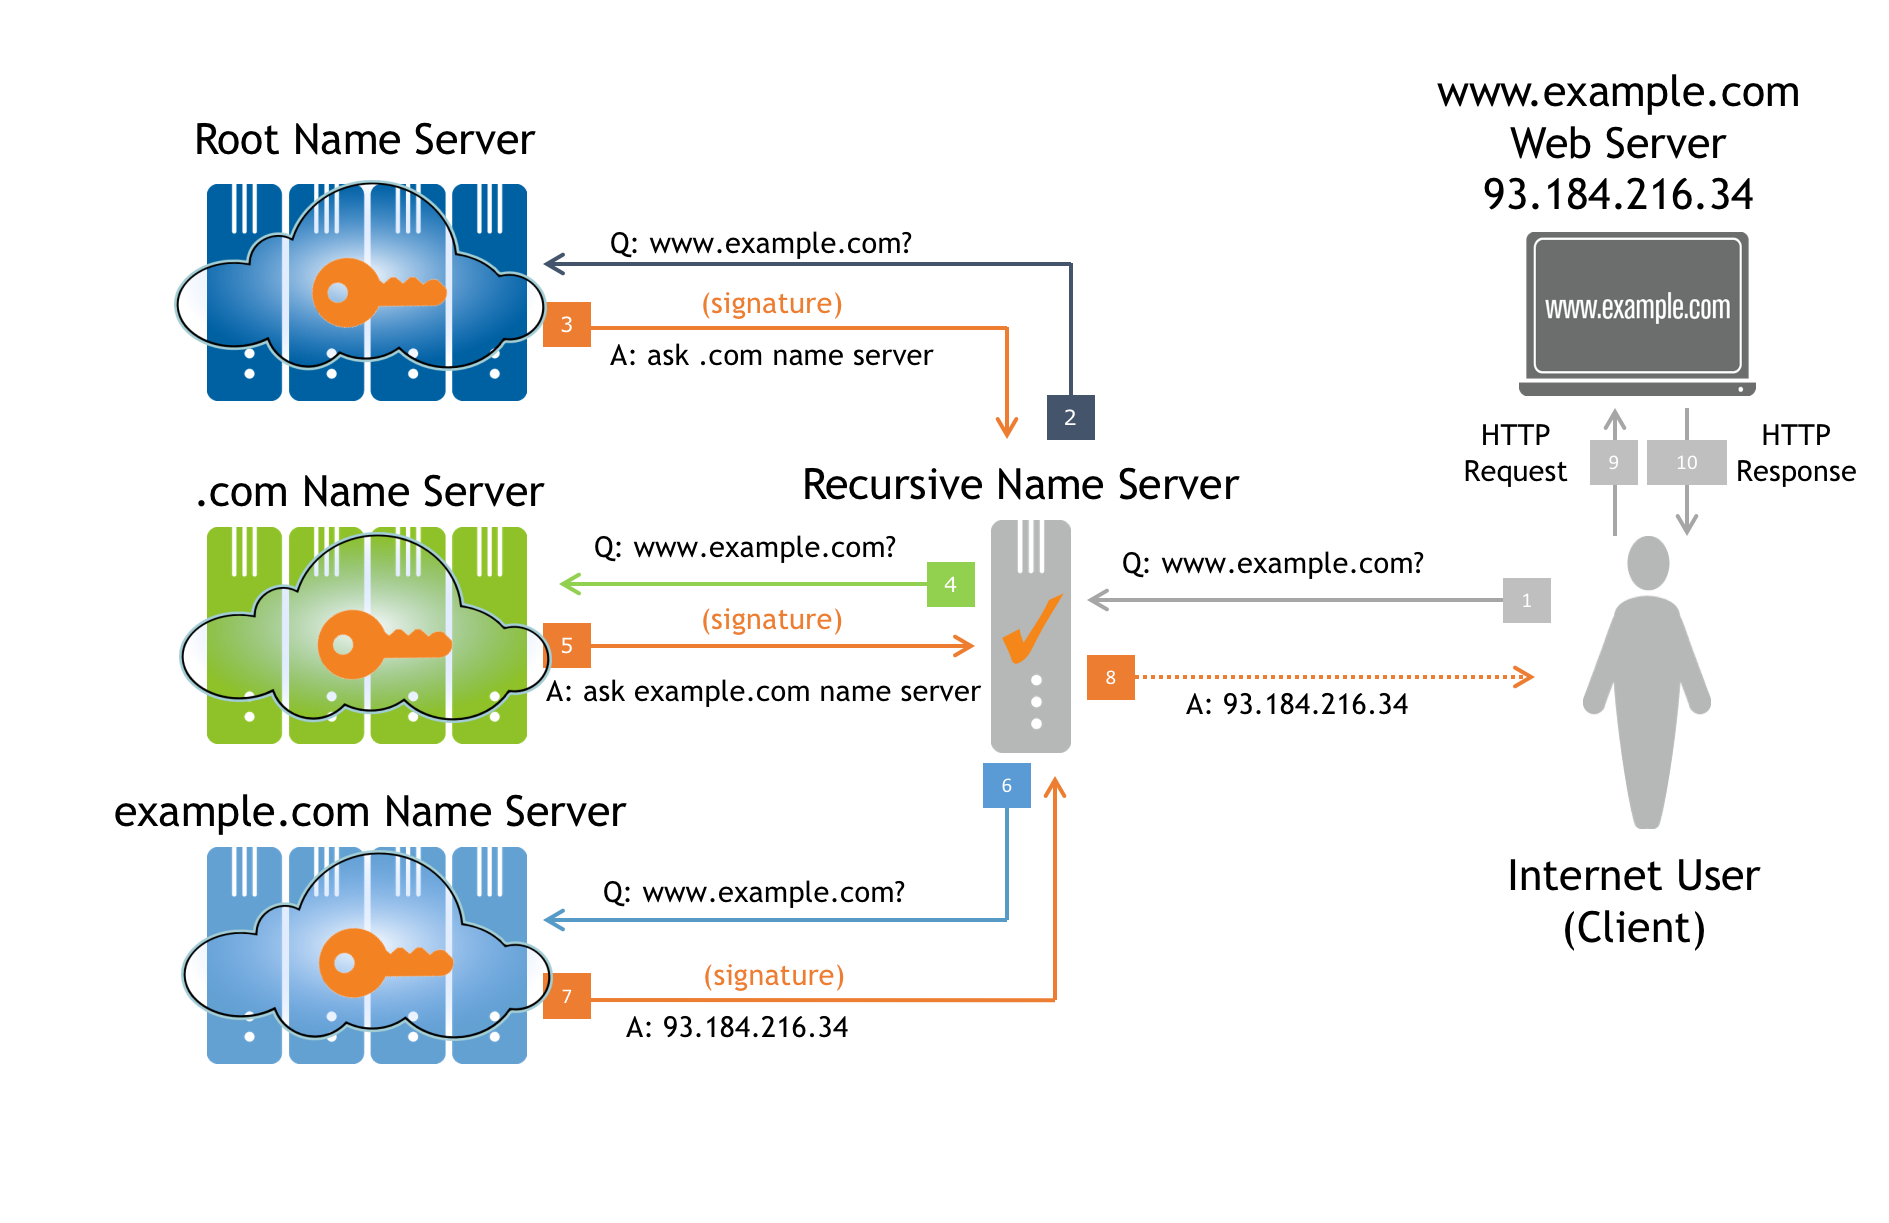 www.example.com
Web Server
93.184.216.34
Root Name Server
Q: www.example.com?
(signature)
3
A: ask .com name server
2
www.example.com
HTTP
Request
9
10
HTTP
Response
.com Name Server
Recursive Name Server
Q: www.example.com?
4
(signature)
5
A: ask example.com name server
Q: www.example.com?
1
8
A: 93.184.216.34
6
example.com Name Server
Q: www.example.com?
(signature)
7
A: 93.184.216.34
Internet User
(Client)